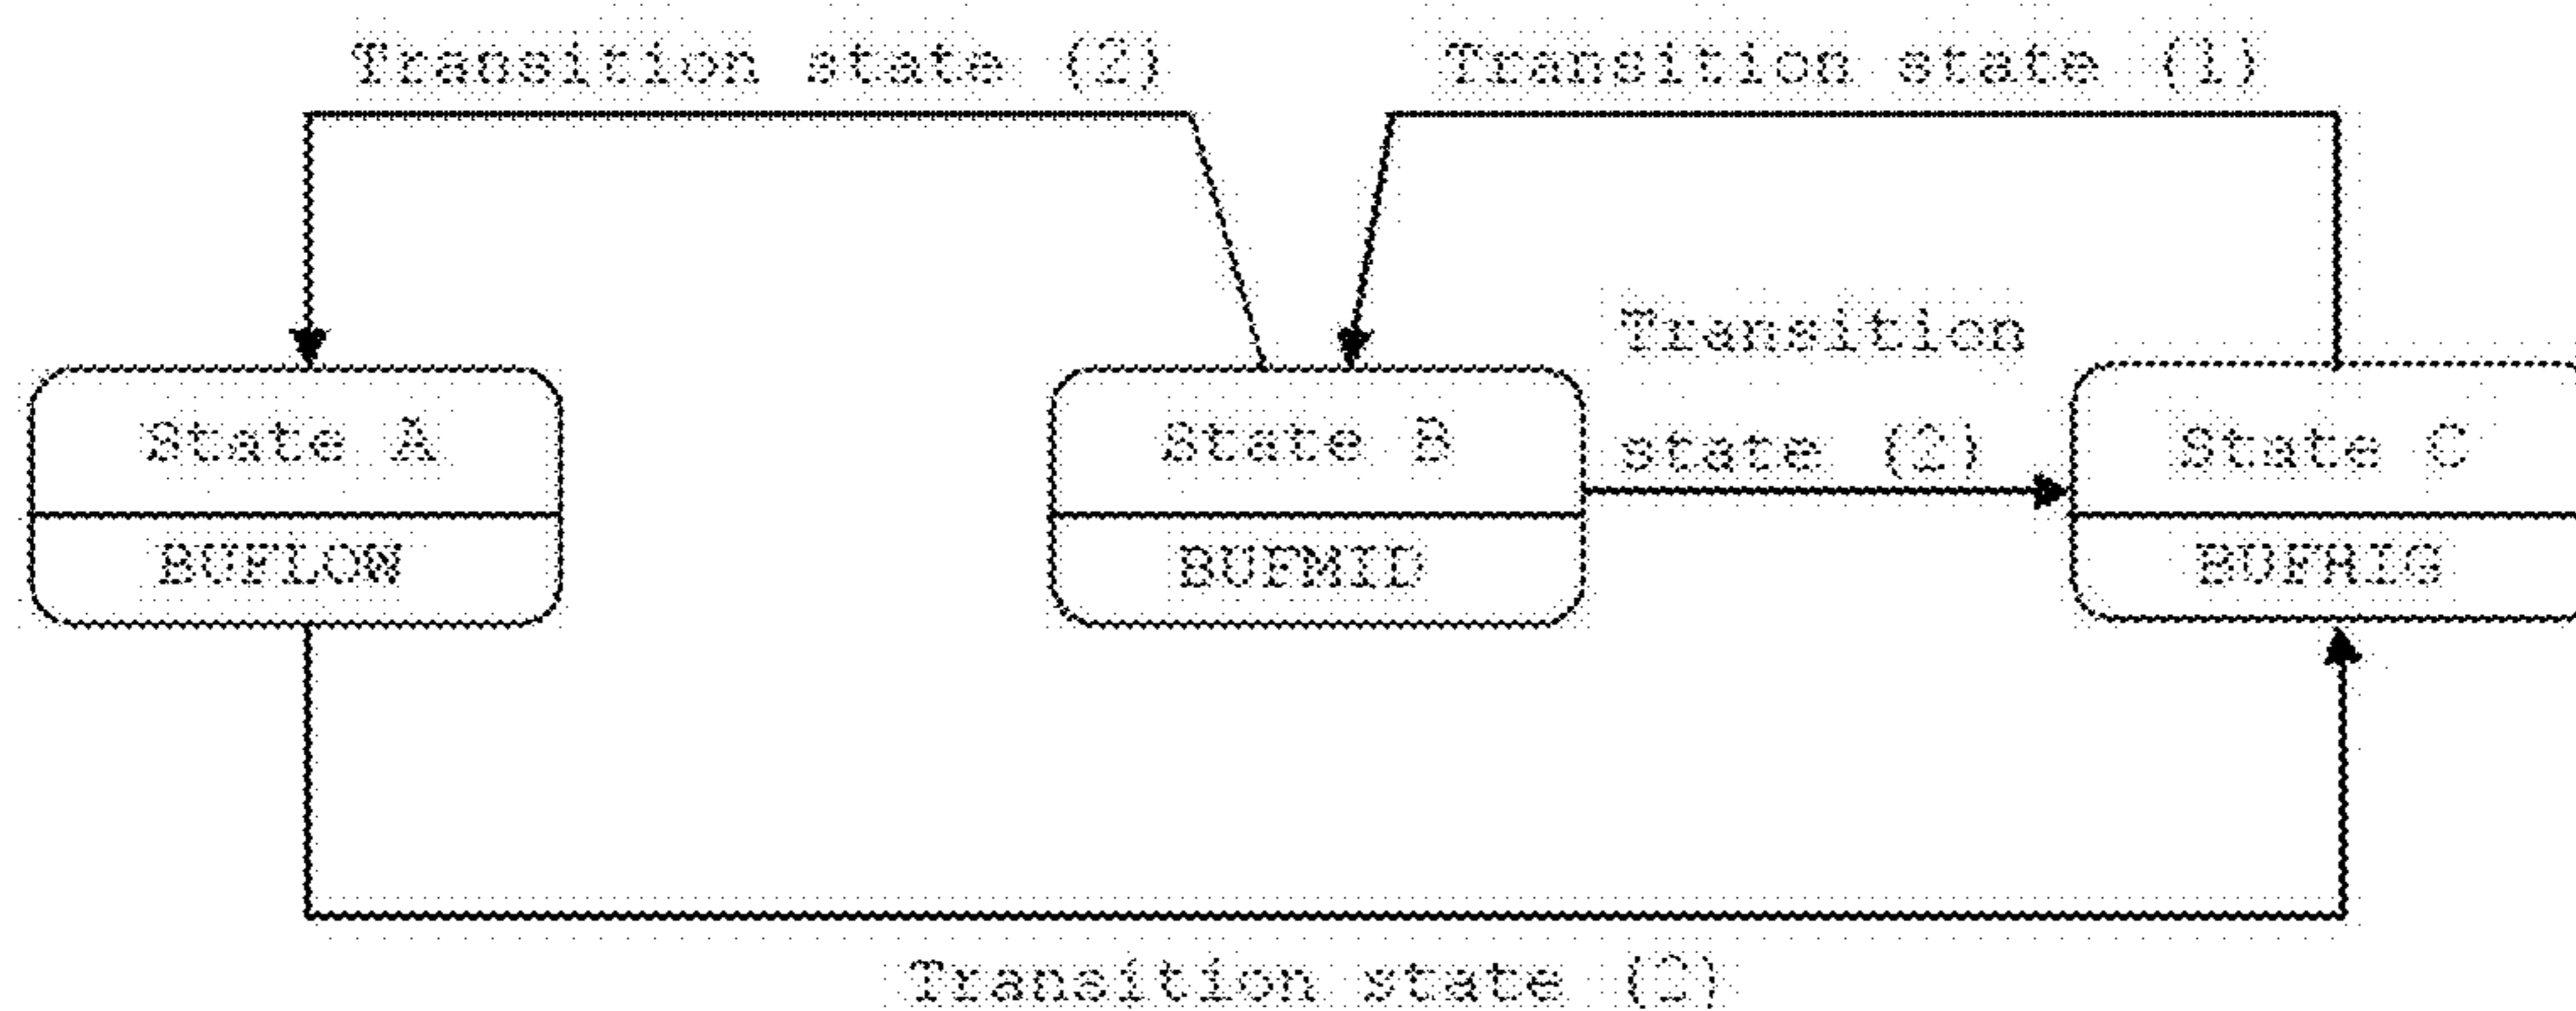 Transition state (2)
Transition state (1)
Transition
state (2)
State A
State B
State C
BUFLOW
BUFMID
BUFHIG
Transition state (2)